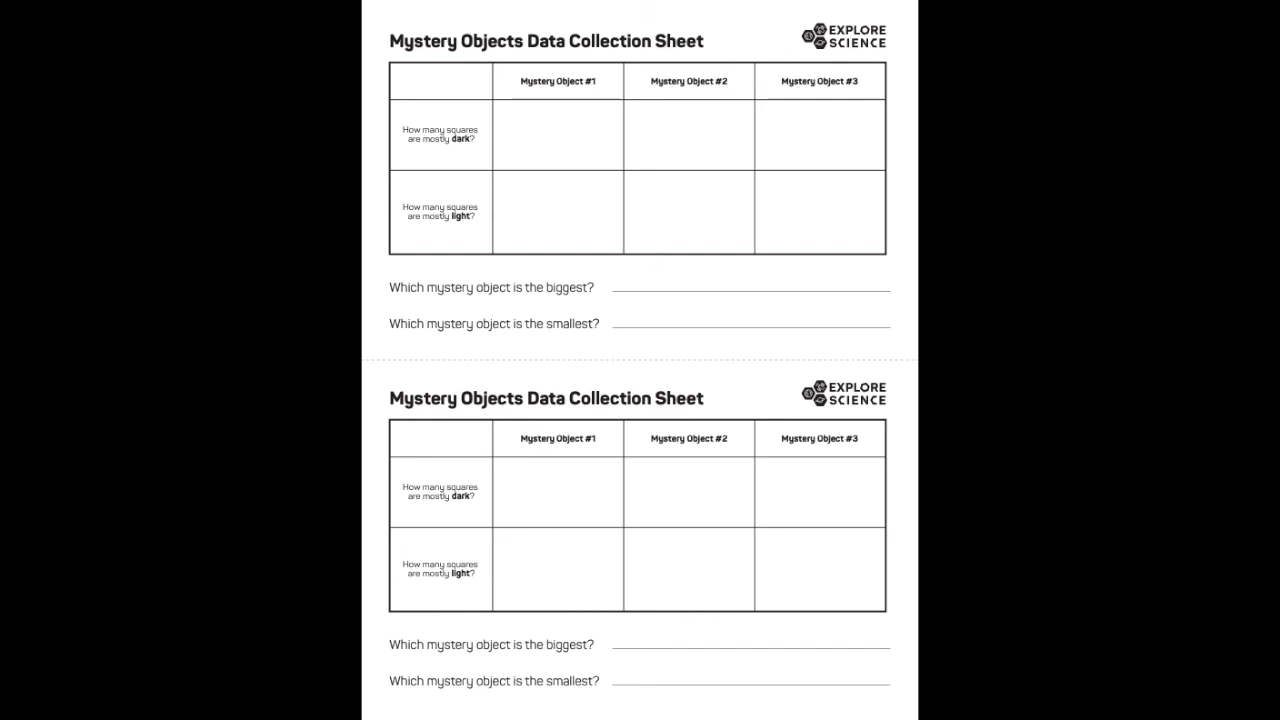 Mystery Objects Data Collection Sheet
EXPLORE
SCIENCE
Mystery Object #1 Mystery Object #2 Mystery Object #3
How many squares
are mostly dark?
How many squares
are mostly light?
Which mystery object is the biggest?
Which mystery object is the smallest?
Mystery Objects Data Collection Sheet
EXPLORE
SCIENCE
Mystery Object #1 Mystery Object #2 Mystery Object #3
How many squares
are mostly dark?
How many squares
are mostly light?
Which mystery object is the biggest?
Which mystery object is the smallest?